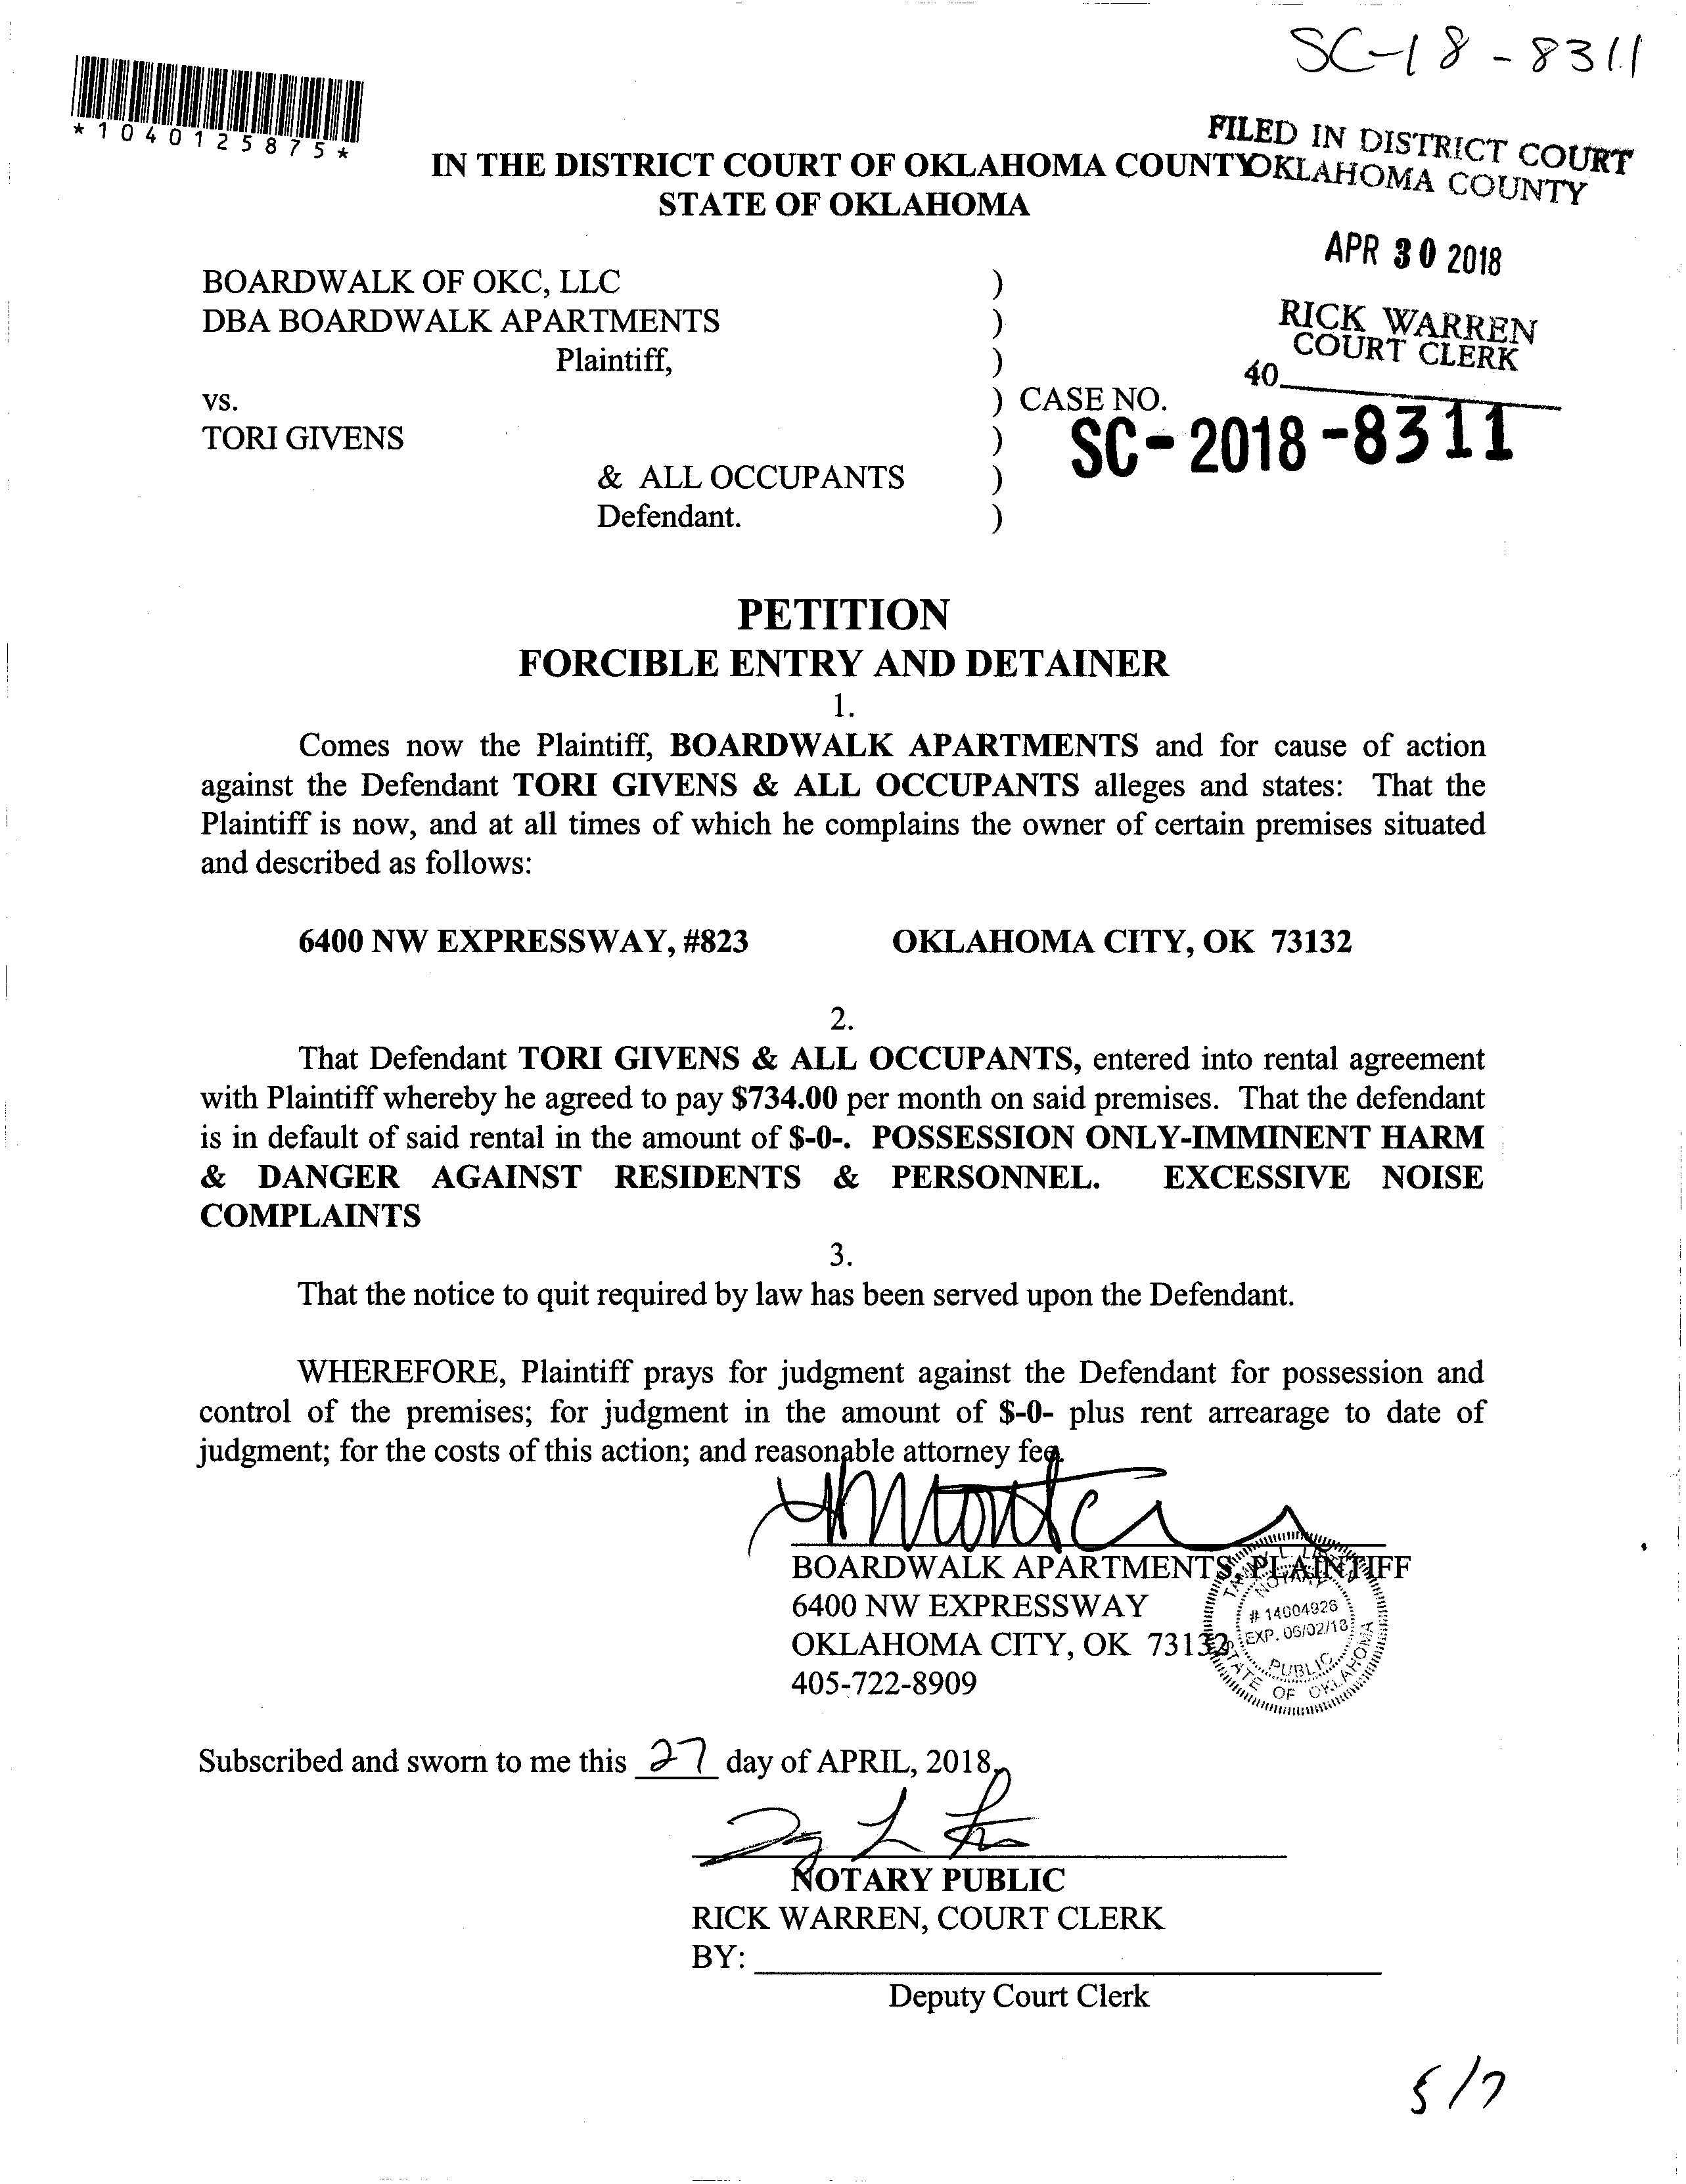 SC-18-8311
*1040125875*
FILED IN DISTRICT COURT
OKLAHOMA COUNTY
IN THE DISTRICT COURT OF OKLAHOMA COUNTY
STATE OF OKLAHOMA
APR 30 2018
RICK WARREN
COURT CLERK
40
BOARDWALK OF OKC, LLC )
DBA BOARDWALK APARTMENTS )
Plaintiff, )
vs. ) CASE NO.
TORI GIVENS ) SC-2018-8311
& ALL OCCUPANTS )
Defendant. )
PETITION
FORCIBLE ENTRY AND DETAINER
1.
Comes now the Plaintiff, BOARDWALK APARTMENTS and for cause of action
against the Defendant TORI GIVENS & ALL OCCUPANTS alleges and states: That the
Plaintiff is now, and at all times of which he complains the owner of certain premises situated
and described as follows:
6400 NW EXPRESSWAY, #823 OKLAHOMA CITY, OK 73132
2.
That Defendant TORI GIVENS & ALL OCCUPANTS, entered into rental agreement
with Plaintiff whereby he agreed to pay $734.00 per month on said premises. That the defendant
is in default of said rental in the amount of $-0-. POSSESSION ONLY-IMMINENT HARM
& DANGER AGAINST RESIDENTS & PERSONNEL. EXCESSIVE NOISE
COMPLAINTS
3.
That the notice to quit required by law has been served upon the Defendant.
WHEREFORE, Plaintiff prays for judgment against the Defendant for possession and
control of the premises; for judgment in the amount of $-0- plus rent arrearage to date of
judgment; for the costs of this action; and reasonable attorney fee.
BOARDWALK APARTMENTS, PLAINTIFF
6400 NW EXPRESSWAY
OKLAHOMA CITY, OK 73132
405-722-8909
NOTARY
# 14004926
EXP. 06/02/18
PUBLIC
STATE OF OKLAHOMA
Subscribed and sworn to me this 27 day of APRIL, 2018.
NOTARY PUBLIC
RICK WARREN, COURT CLERK
BY:
Deputy Court Clerk
5/7